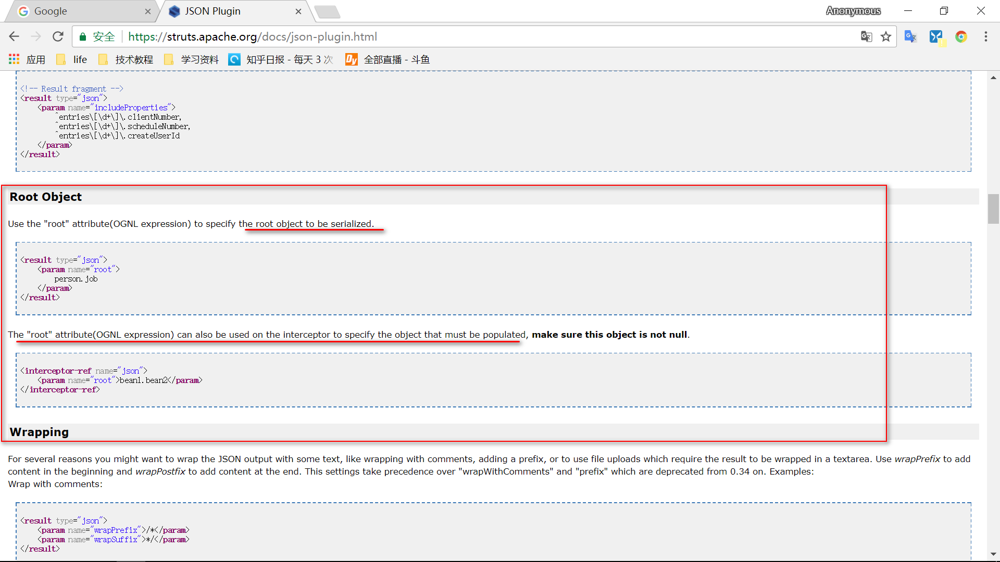 Google
JSON Plugin
Anonymous
安全
https://struts.apache.org/docs/json-plugin.html
应用
life
技术教程
学习资料
知乎日报 - 每天 3 次
Dy
全部直播 - 斗鱼
<!-- Result fragment -->
<result type="json">
<param name="includeProperties">
^entries\[\d+\]\.clientNumber,
^entries\[\d+\]\.scheduleNumber,
^entries\[\d+\]\.createUserId
</param>
</result>
Root Object
Use the "root" attribute(OGNL expression) to specify the root object to be serialized.
<result type="json">
<param name="root">
person.job
</param>
</result>
The "root" attribute(OGNL expression) can also be used on the interceptor to specify the object that must be populated, make sure this object is not null.
<interceptor-ref name="json">
<param name="root">bean1.bean2</param>
</interceptor-ref>
Wrapping
For several reasons you might want to wrap the JSON output with some text, like wrapping with comments, adding a prefix, or to use file uploads which require the result to be wrapped in a textarea. Use wrapPrefix to add
content in the beginning and wrapPostfix to add content at the end. This settings take precedence over "wrapWithComments" and "prefix" which are deprecated from 0.34 on. Examples:
Wrap with comments:
<result type="json">
<param name="wrapPrefix">/*</param>
<param name="wrapSuffix">*/</param>
</result>